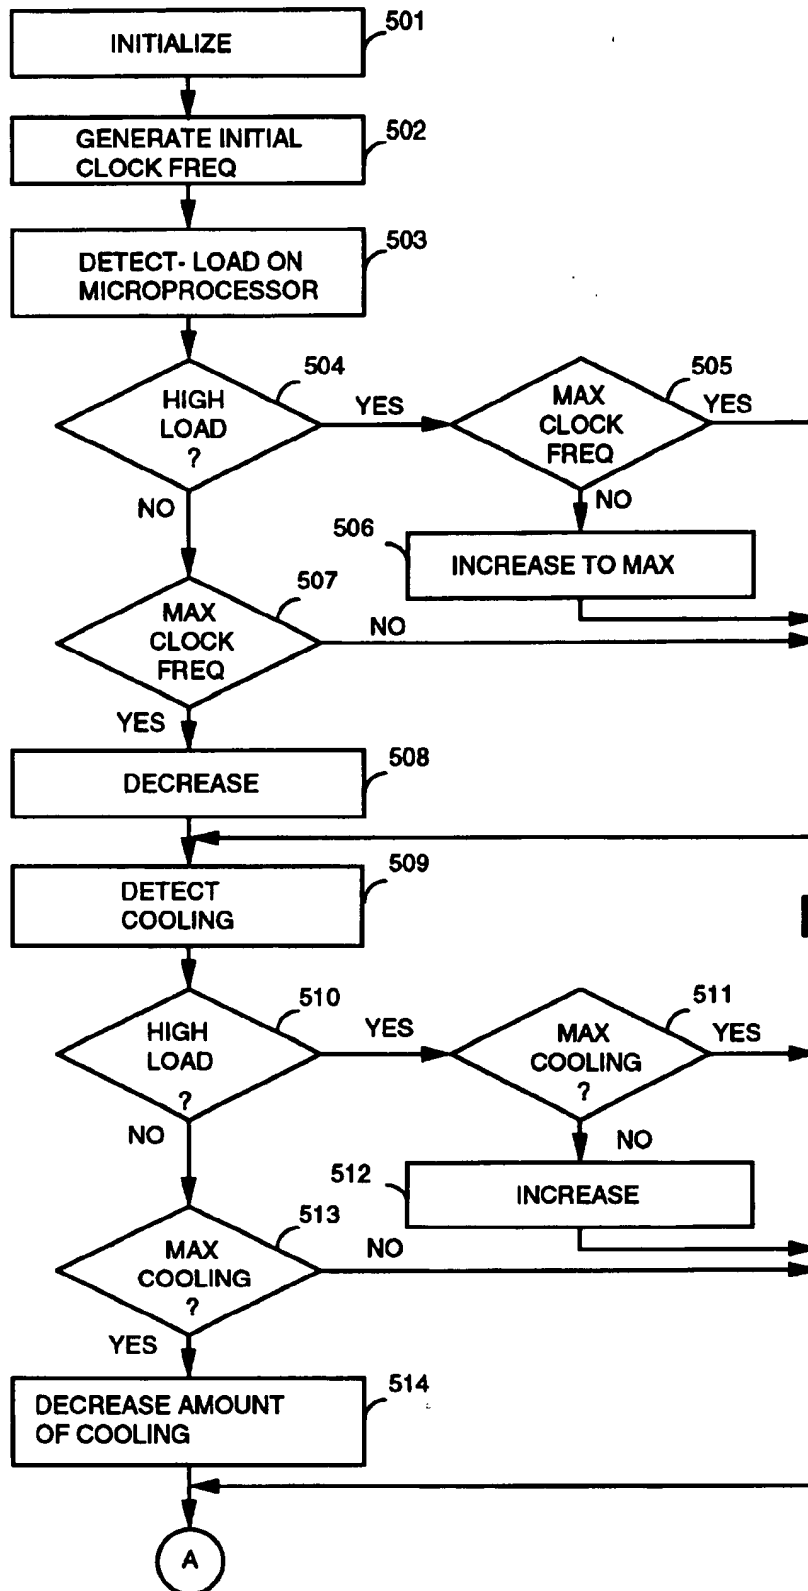 501
INITIALIZE
502
GENERATE INITIAL
CLOCK FREQ
503
DETECT- LOAD ON
MICROPROCESSOR
504
HIGH
LOAD
?
YES
505
MAX
CLOCK
FREQ
YES
NO
NO
506
INCREASE TO MAX
507
MAX
CLOCK
FREQ
NO
YES
508
DECREASE
509
DETECT
COOLING
510
HIGH
LOAD
?
YES
511
MAX
COOLING
?
YES
NO
NO
512
INCREASE
513
MAX
COOLING
?
NO
YES
514
DECREASE AMOUNT
OF COOLING
A